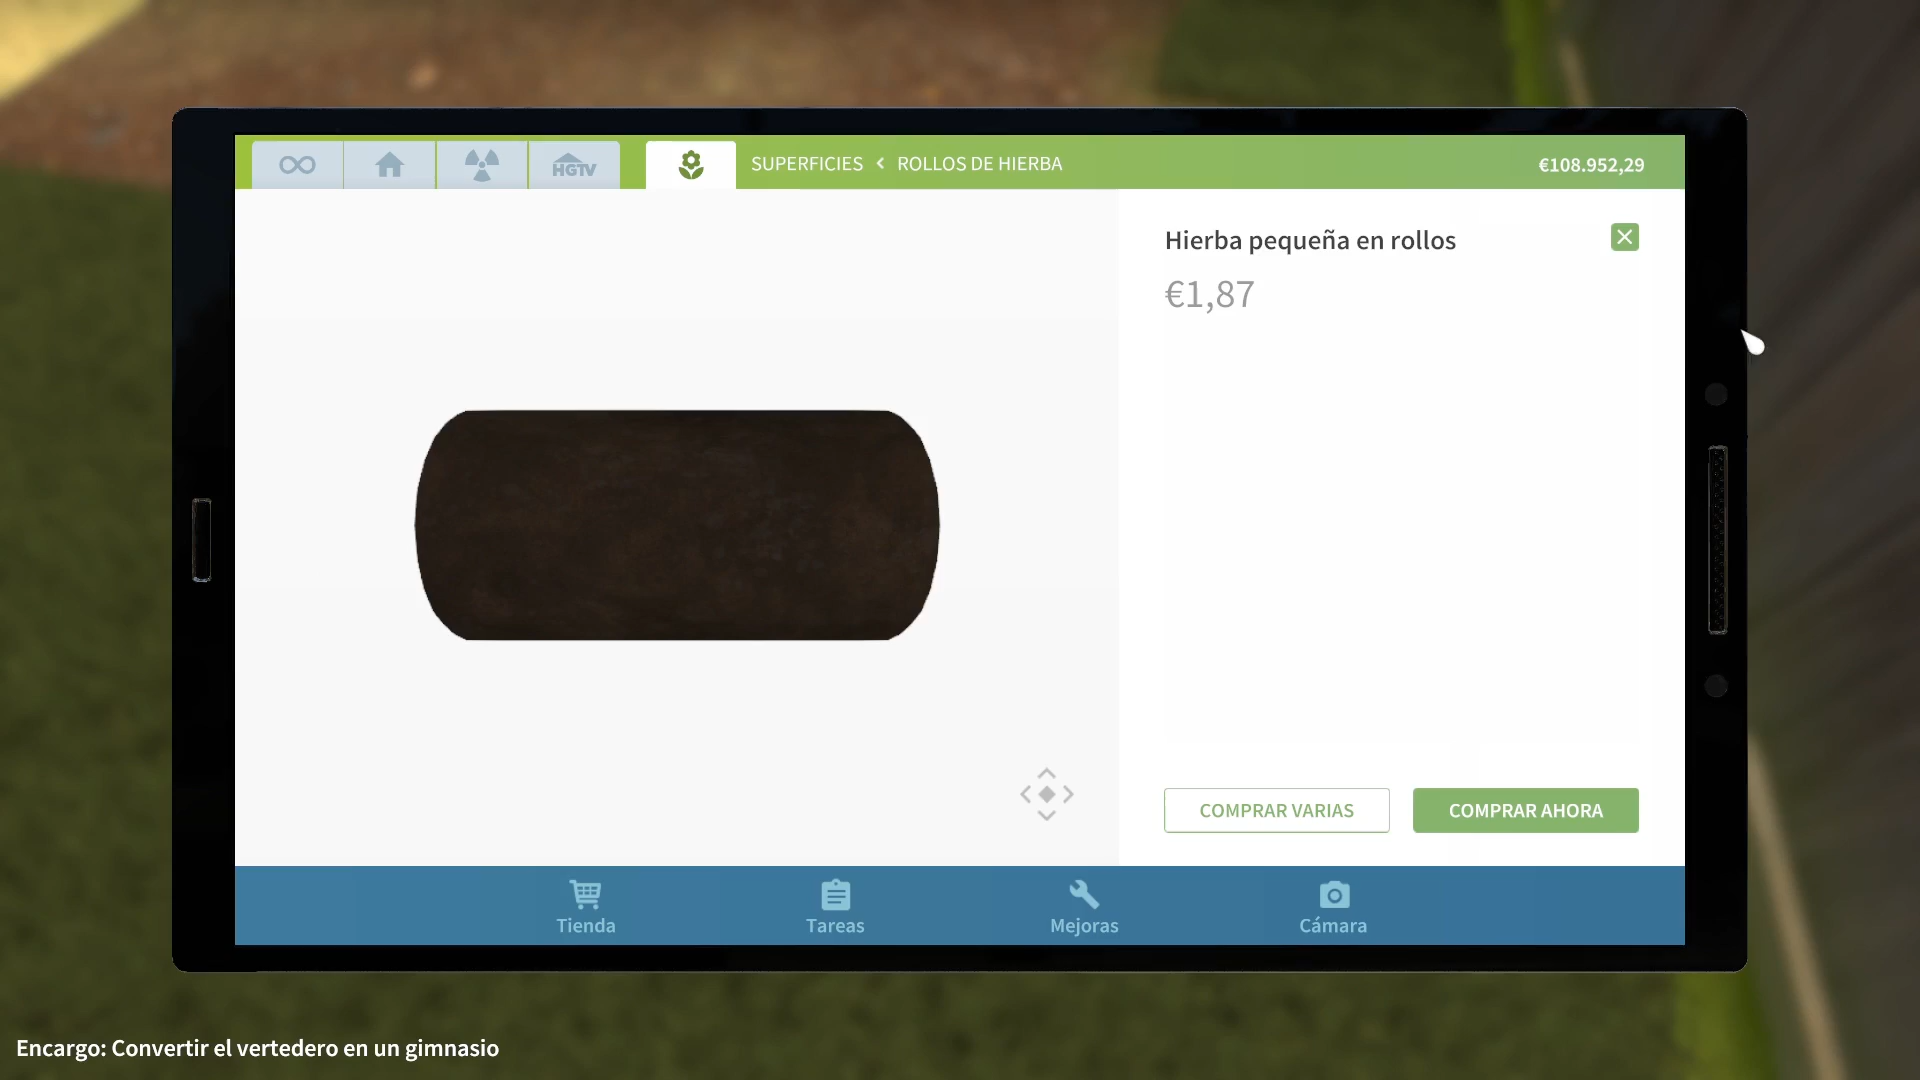 HGTV
SUPERFICIES < ROLLOS DE HIERBA
€108.952,29
Hierba pequeña en rollos
€1,87
COMPRAR VARIAS
COMPRAR AHORA
Tienda
Tareas
Mejoras
Cámara
Encargo: Convertir el vertedero en un gimnasio